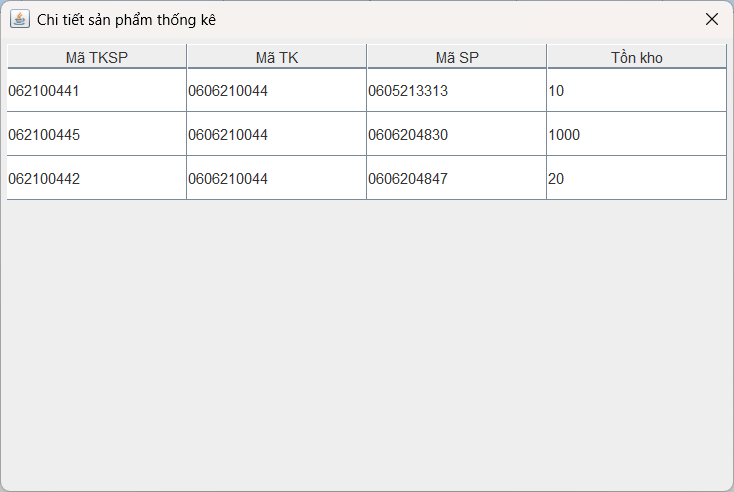 Chi tiết sản phẩm thống kê
Mã TKSP Mã TK Mã SP Tồn kho
062100441 0606210044 0605213313 10
062100445 0606210044 0606204830 1000
062100442 0606210044 0606204847 20